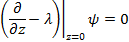 (∂/∂z − λ)|_{z=0} ψ = 0